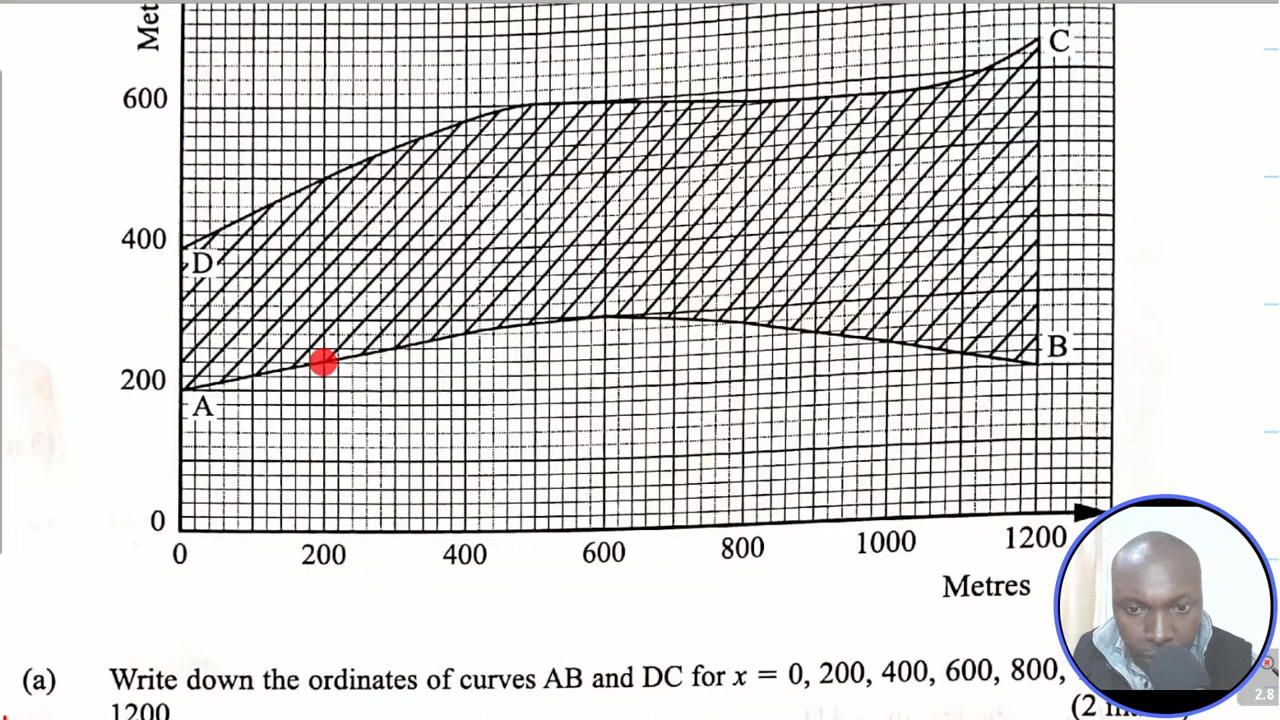 Met
C
600
400
D
B
200
A
0
0 200 400 600 800 1000 1200
Metres
(a) Write down the ordinates of curves AB and DC for x = 0, 200, 400, 600, 800,
1200 (2
2.8